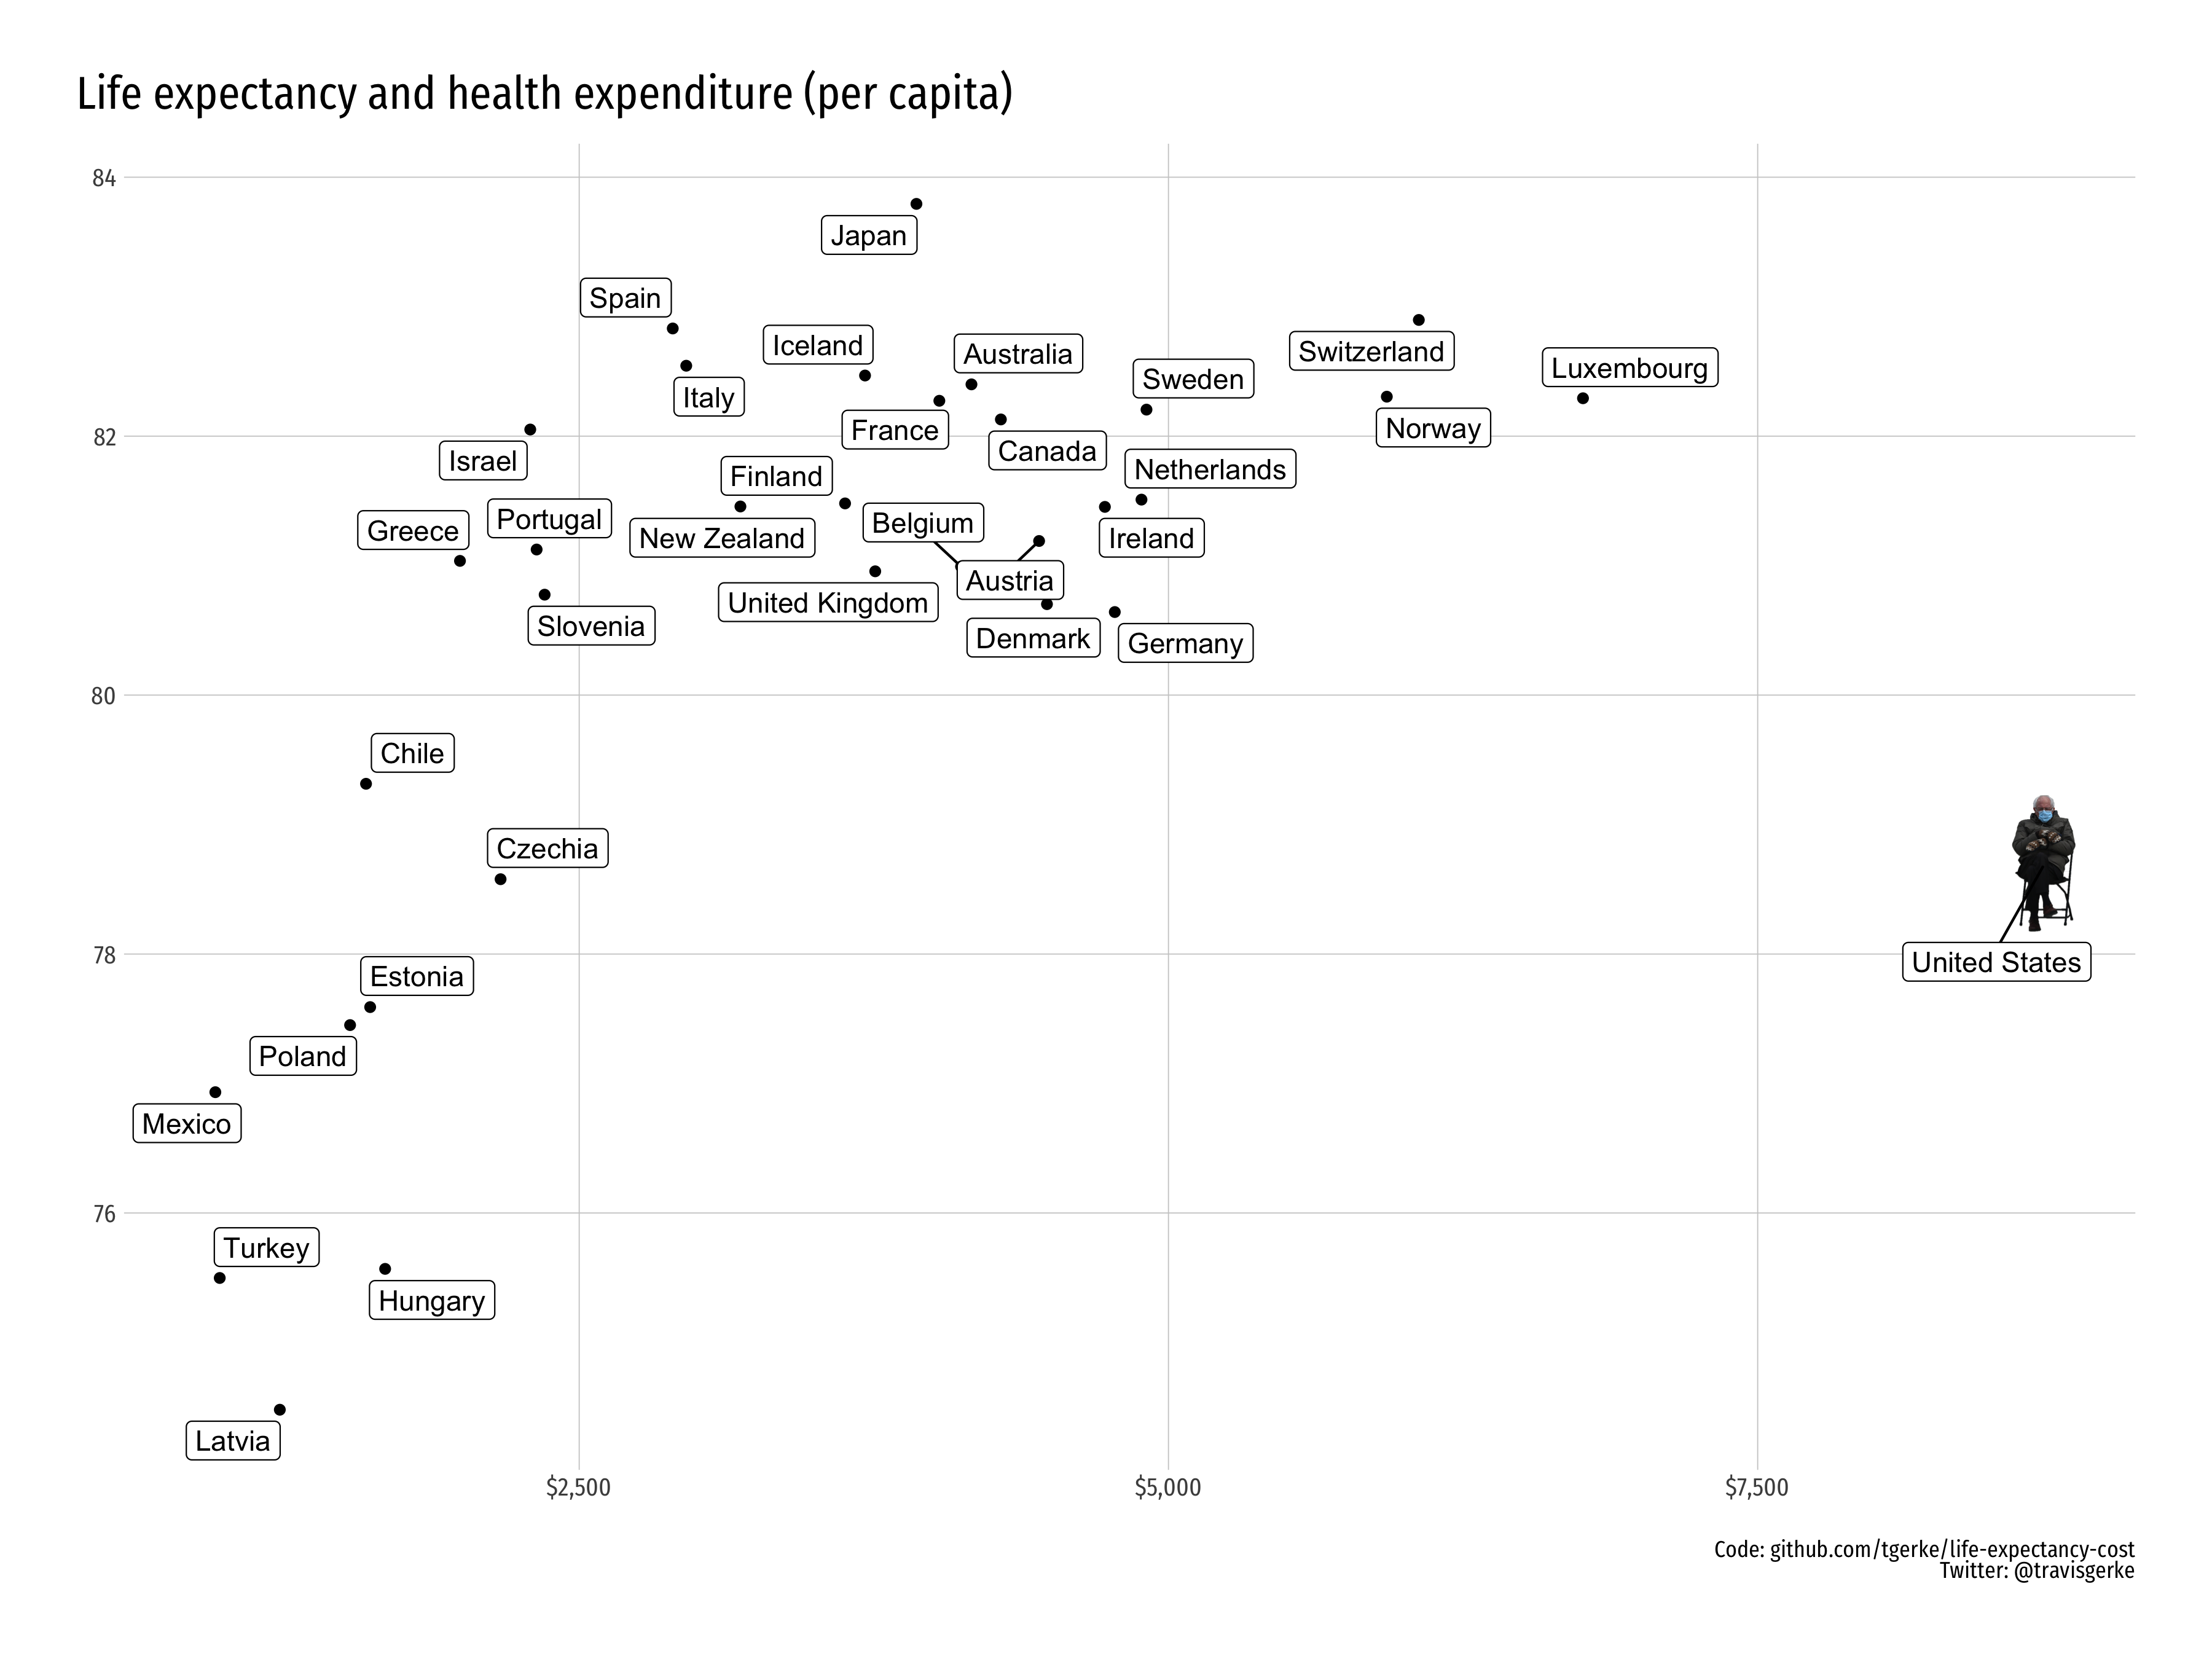 Life expectancy and health expenditure (per capita)
84
Japan
Spain
Iceland
Australia
Switzerland
Luxembourg
Sweden
Italy
France
Norway
82
Canada
Israel
Netherlands
Finland
Portugal
Belgium
Greece
New Zealand
Ireland
Austria
United Kingdom
Slovenia
Denmark
Germany
80
Chile
Czechia
78
United States
Estonia
Poland
Mexico
76
Turkey
Hungary
Latvia
$2,500
$5,000
$7,500
Code: github.com/tgerke/life-expectancy-cost
Twitter: @travisgerke